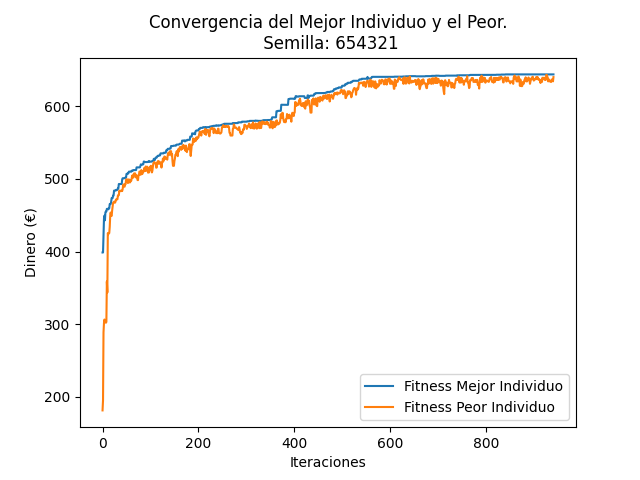 Convergencia del Mejor Individuo y el Peor.
Semilla: 654321
Dinero (€)
600
500
400
300
200
0
200
400
600
800
Iteraciones
Fitness Mejor Individuo
Fitness Peor Individuo